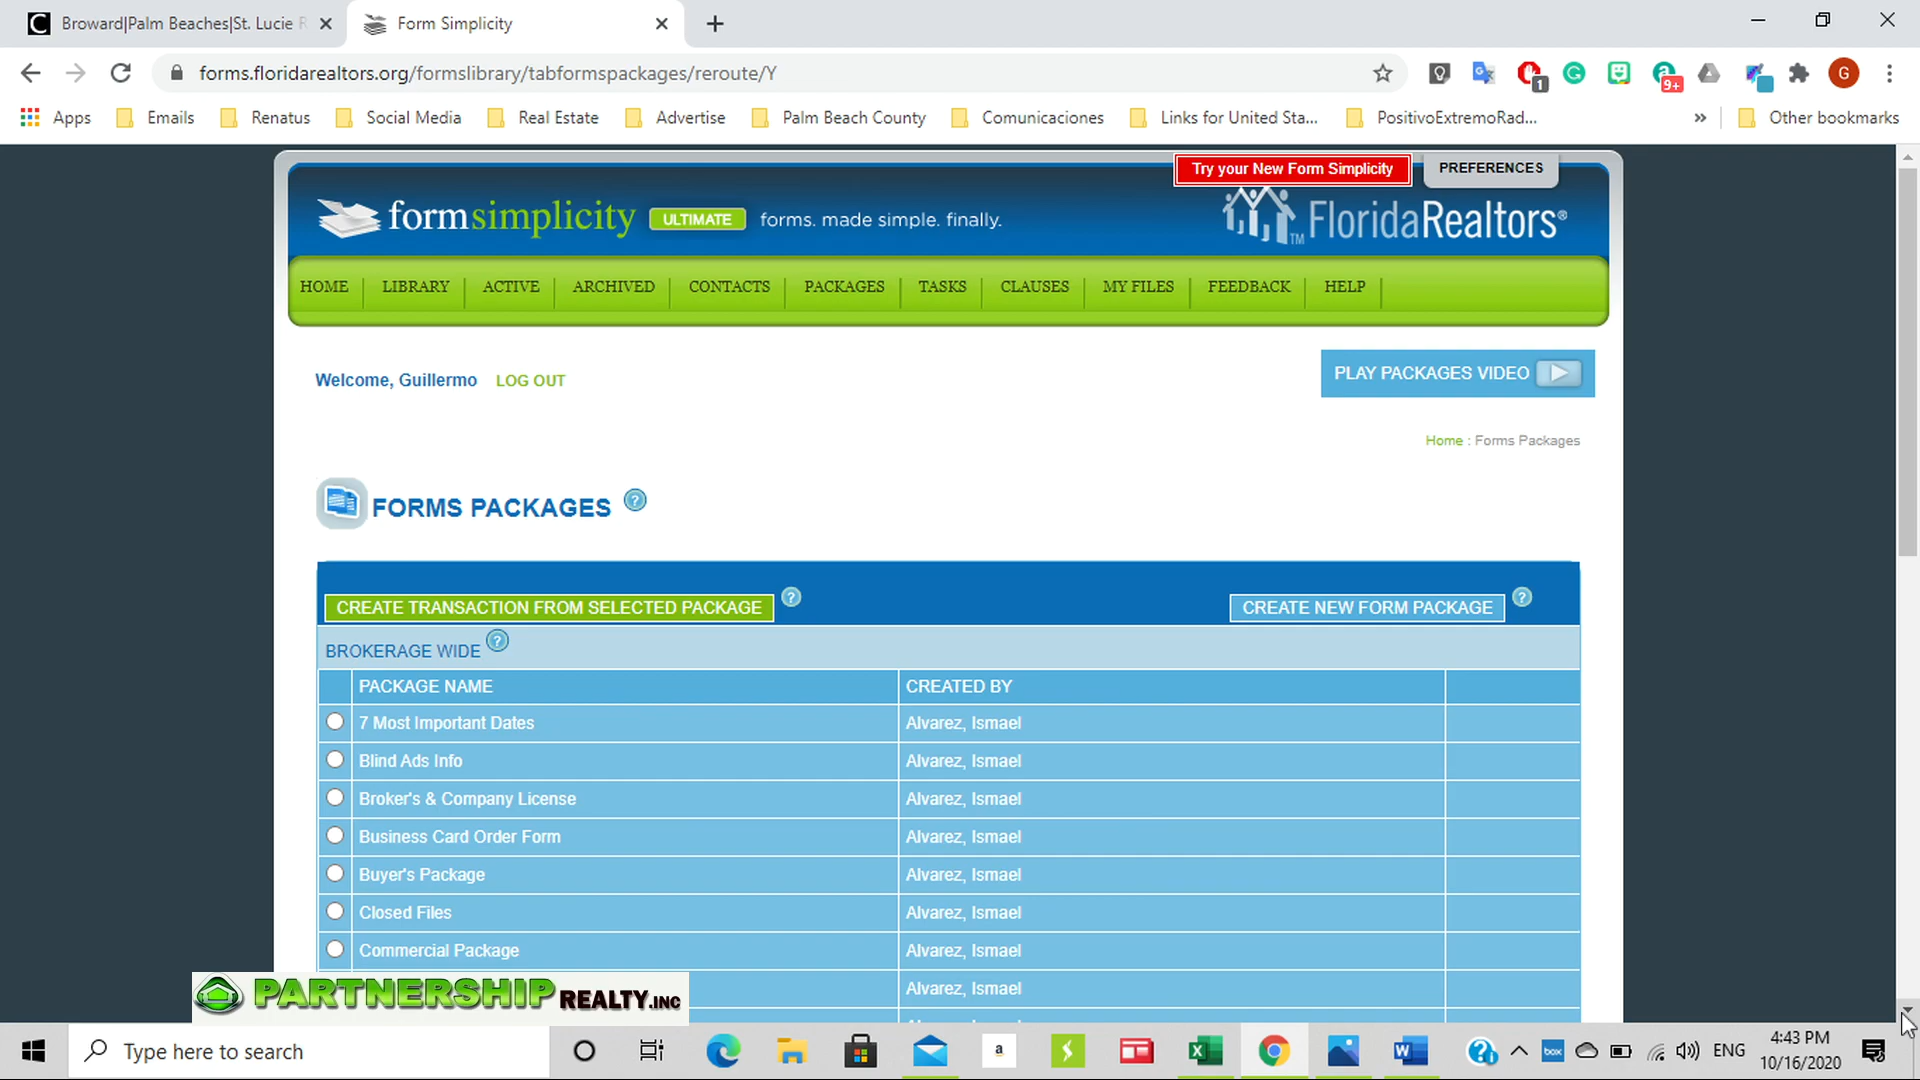 Broward|Palm Beaches|St. Lucie R
Form Simplicity
forms.floridarealtors.org/formslibrary/tabformspackages/reroute/Y
1
9+
G
Apps
Emails
Renatus
Social Media
Real Estate
Advertise
Palm Beach County
Comunicaciones
Links for United Sta...
PositivoExtremoRad...
»
Other bookmarks
Try your New Form Simplicity
PREFERENCES
formsimplicity ULTIMATE forms. made simple. finally.
TM FloridaRealtors®
HOME
LIBRARY
ACTIVE
ARCHIVED
CONTACTS
PACKAGES
TASKS
CLAUSES
MY FILES
FEEDBACK
HELP
Welcome, Guillermo LOG OUT
PLAY PACKAGES VIDEO
Home : Forms Packages
FORMS PACKAGES ?
CREATE TRANSACTION FROM SELECTED PACKAGE ?
CREATE NEW FORM PACKAGE ?
BROKERAGE WIDE ?
PACKAGE NAME CREATED BY
7 Most Important Dates Alvarez, Ismael
Blind Ads Info Alvarez, Ismael
Broker's & Company License Alvarez, Ismael
Business Card Order Form Alvarez, Ismael
Buyer's Package Alvarez, Ismael
Closed Files Alvarez, Ismael
Commercial Package Alvarez, Ismael
Alvarez, Ismael
PARTNERSHIP REALTY.INC
Type here to search
a
box
ENG
4:43 PM
10/16/2020